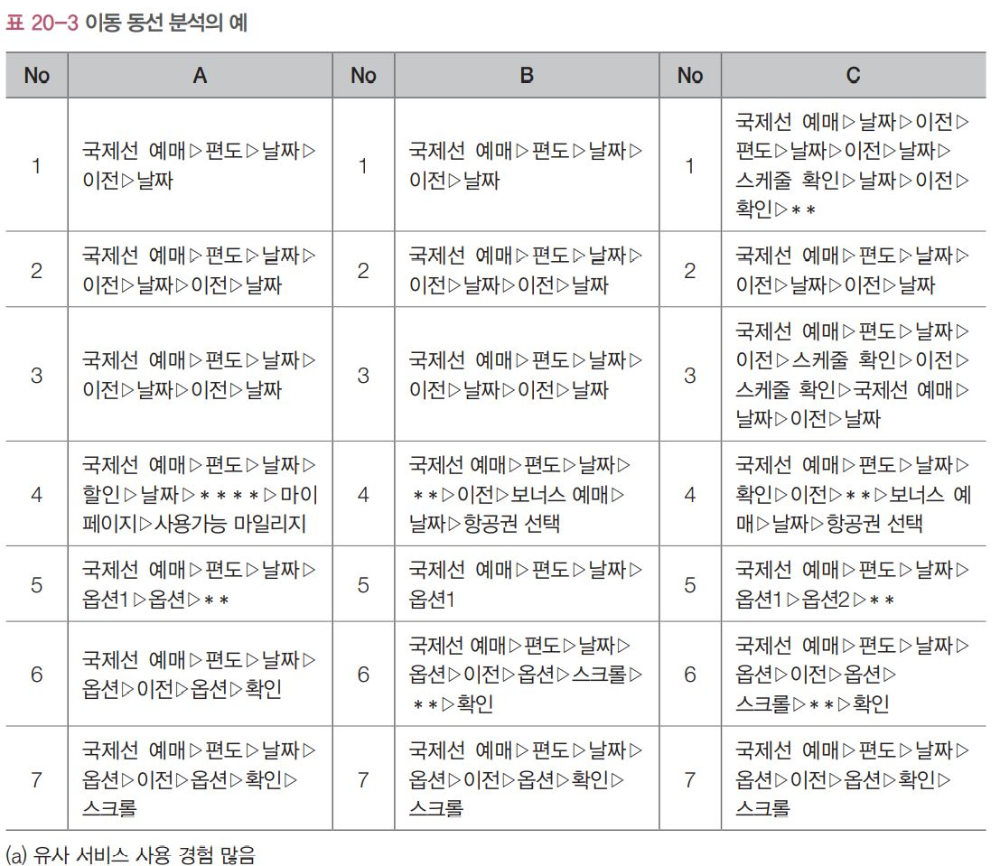 표 20-3 이동 동선 분석의 예
No A No B No C
1
국제선 예매▷편도▷날짜▷
이전▷날짜
1
국제선 예매▷편도▷날짜▷
이전▷날짜
1
국제선 예매▷날짜▷이전▷
편도▷날짜▷이전▷날짜▷
스케줄 확인▷날짜▷이전▷
확인▷**
2
국제선 예매▷편도▷날짜▷
이전▷날짜▷이전▷날짜
2
국제선 예매▷편도▷날짜▷
이전▷날짜▷이전▷날짜
2
국제선 예매▷편도▷날짜▷
이전▷날짜▷이전▷날짜
3
국제선 예매▷편도▷날짜▷
이전▷날짜▷이전▷날짜
3
국제선 예매▷편도▷날짜▷
이전▷날짜▷이전▷날짜
3
국제선 예매▷편도▷날짜▷
이전▷스케줄 확인▷이전▷
스케줄 확인▷국제선 예매▷
날짜▷이전▷날짜
4
국제선 예매▷편도▷날짜▷
할인▷날짜▷****▷마이
페이지▷사용가능 마일리지
4
국제선 예매▷편도▷날짜▷
**▷이전▷보너스 예매▷
날짜▷항공권 선택
4
국제선 예매▷편도▷날짜▷
확인▷이전▷**▷보너스 예
매▷날짜▷항공권 선택
5
국제선 예매▷편도▷날짜▷
옵션1▷옵션▷**
5
국제선 예매▷편도▷날짜▷
옵션1
5
국제선 예매▷편도▷날짜▷
옵션1▷옵션2▷**
6
국제선 예매▷편도▷날짜▷
옵션▷이전▷옵션▷확인
6
국제선 예매▷편도▷날짜▷
옵션▷이전▷옵션▷스크롤▷
**▷확인
6
국제선 예매▷편도▷날짜▷
옵션▷이전▷옵션▷
스크롤▷**▷확인
7
국제선 예매▷편도▷날짜▷
옵션▷이전▷옵션▷확인▷
스크롤
7
국제선 예매▷편도▷날짜▷
옵션▷이전▷옵션▷확인▷
스크롤
7
국제선 예매▷편도▷날짜▷
옵션▷이전▷옵션▷확인▷
스크롤
(a) 유사 서비스 사용 경험 많음